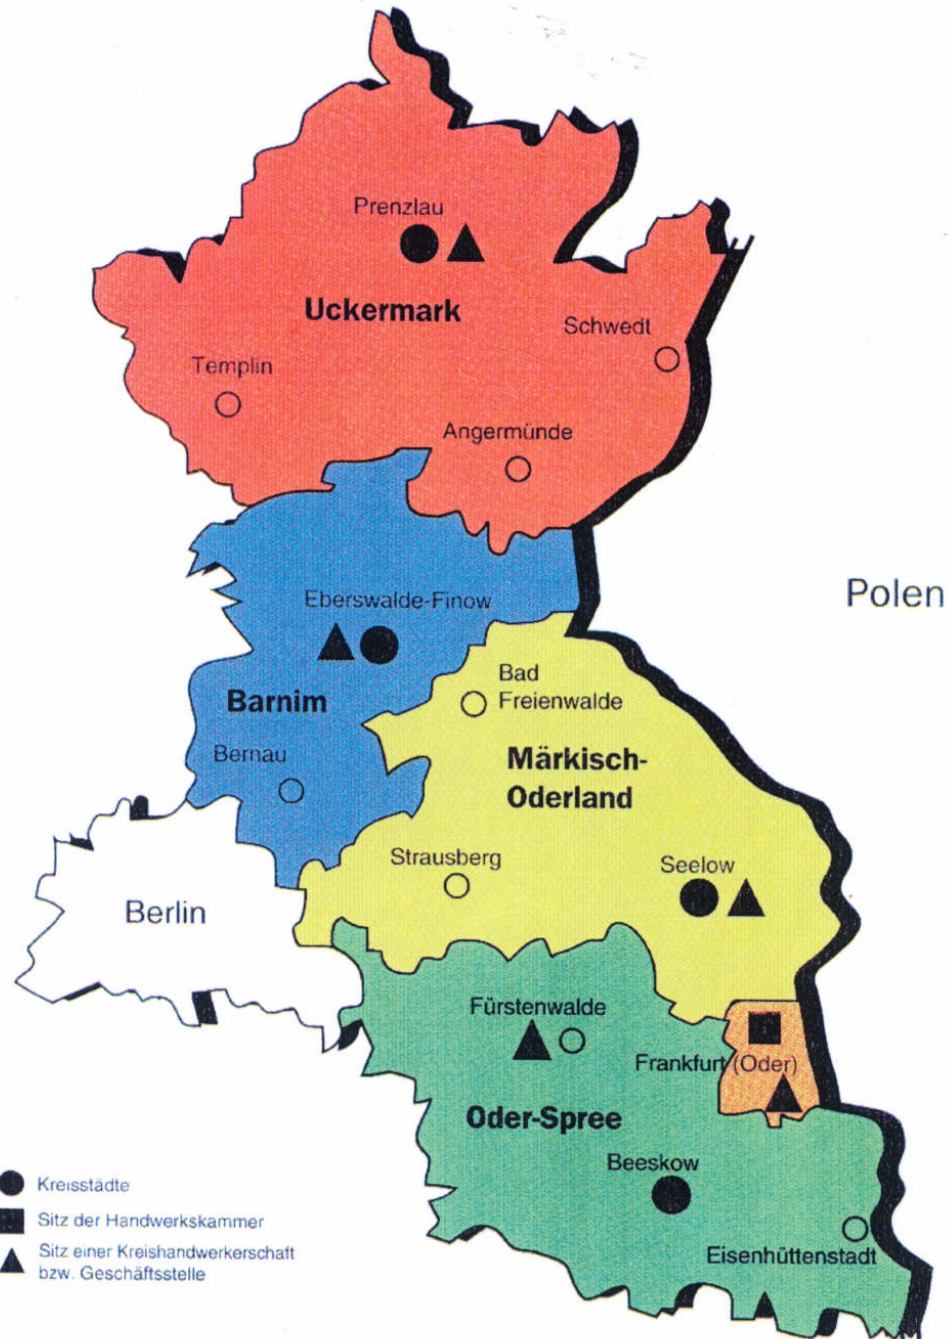 Prenzlau
Uckermark
Schwedt
Templin
Angermünde
Polen
Eberswalde-Finow
Bad
Freienwalde
Barnim
Bernau
Märkisch-
Oderland
Strausberg
Seelow
Berlin
Fürstenwalde
Frankfurt (Oder)
Oder-Spree
Beeskow
Eisenhüttenstadt
Kreisstädte
Sitz der Handwerkskammer
Sitz einer Kreishandwerkerschaft
bzw. Geschäftsstelle